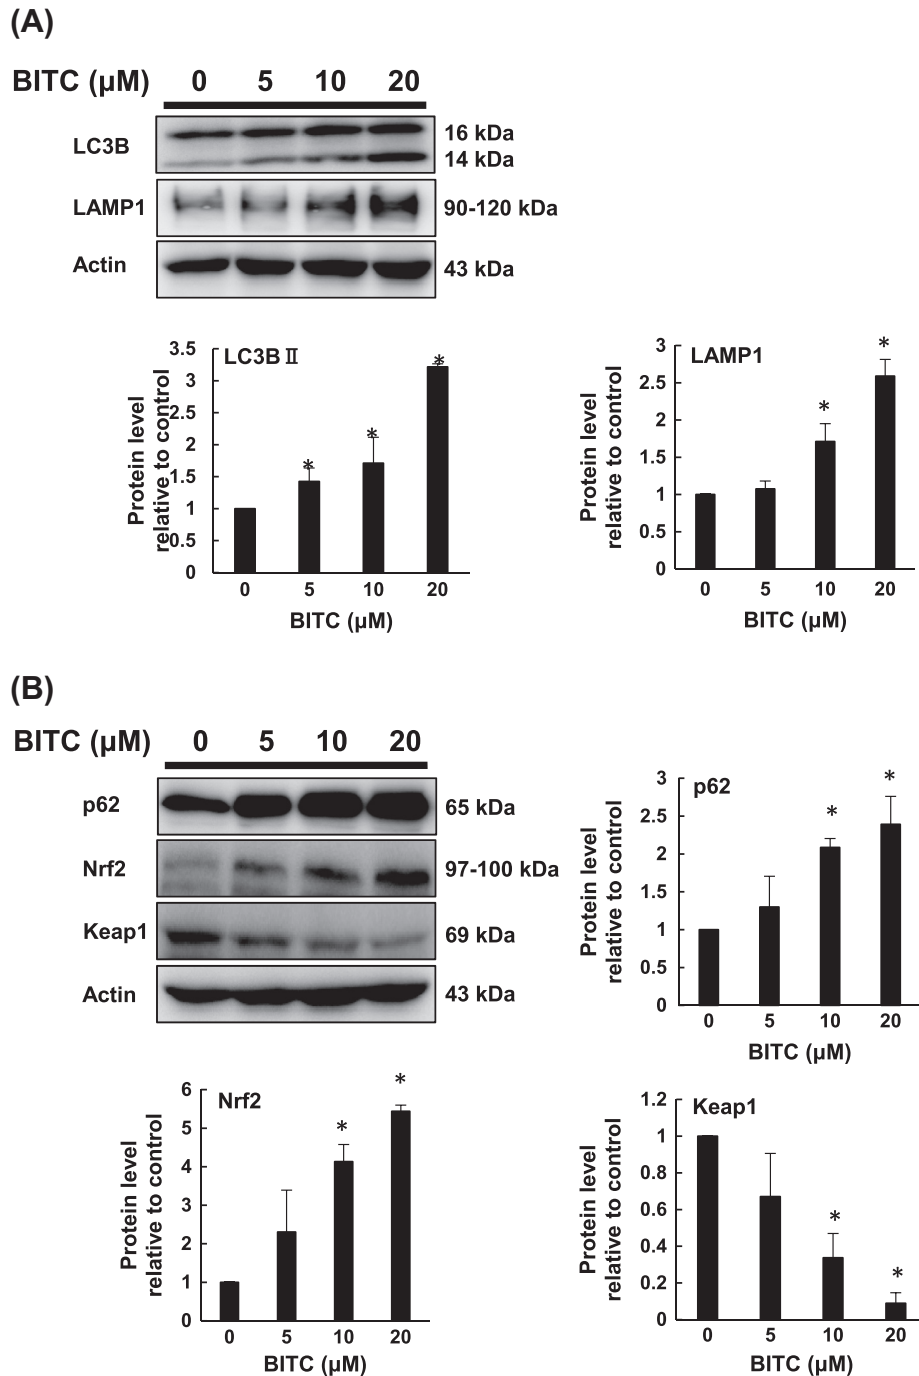 (A)
BITC (µM) 0 5 10 20
LC3B 16 kDa
14 kDa
LAMP1 90-120 kDa
Actin 43 kDa
LC3B Ⅱ
Protein level
relative to control
3.5
3
2.5
2
1.5
1
0.5
0
* * *
0 5 10 20
BITC (µM)
LAMP1
Protein level
relative to control
3
2.5
2
1.5
1
0.5
0
* *
0 5 10 20
BITC (µM)
(B)
BITC (µM) 0 5 10 20
p62 65 kDa
Nrf2 97-100 kDa
Keap1 69 kDa
Actin 43 kDa
p62
Protein level
relative to control
3
2.5
2
1.5
1
0.5
0
* *
0 5 10 20
BITC (µM)
Nrf2
Protein level
relative to control
6
5
4
3
2
1
0
* *
0 5 10 20
BITC (µM)
Keap1
Protein level
relative to control
1.2
1
0.8
0.6
0.4
0.2
0
* *
0 5 10 20
BITC (µM)